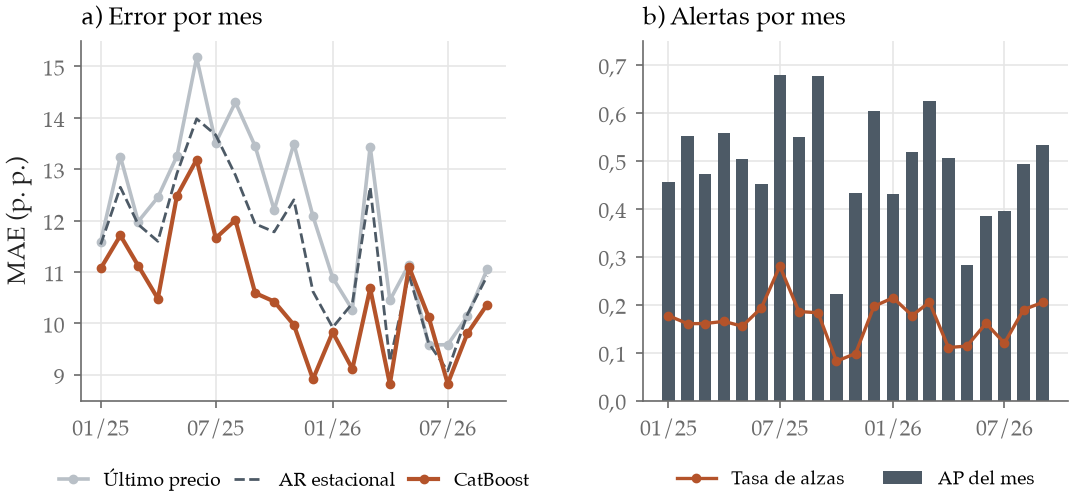 a) Error por mes
MAE (p. p.)
15
14
13
12
11
10
9
01/25
07/25
01/26
07/26
Último precio
AR estacional
CatBoost
b) Alertas por mes
0,7
0,6
0,5
0,4
0,3
0,2
0,1
0,0
01/25
07/25
01/26
07/26
Tasa de alzas
AP del mes